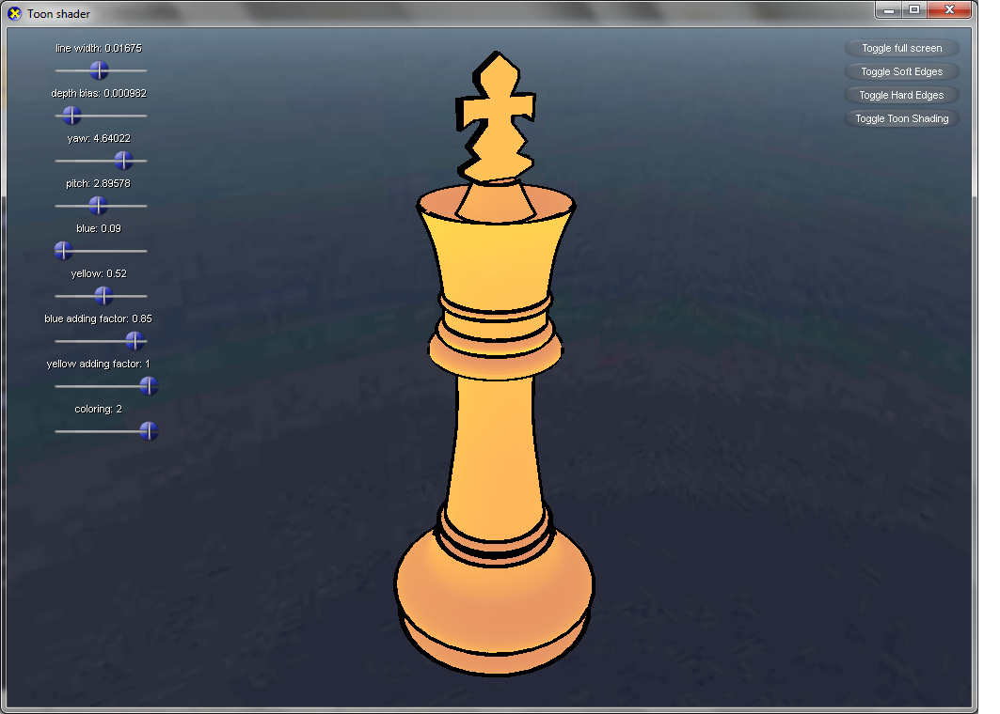 Toon shader
line width: 0.01675
depth bias: 0.000982
yaw: 4.64022
pitch: 2.89578
blue: 0.09
yellow: 0.52
blue adding factor: 0.85
yellow adding factor: 1
coloring: 2
Toggle full screen
Toggle Soft Edges
Toggle Hard Edges
Toggle Toon Shading